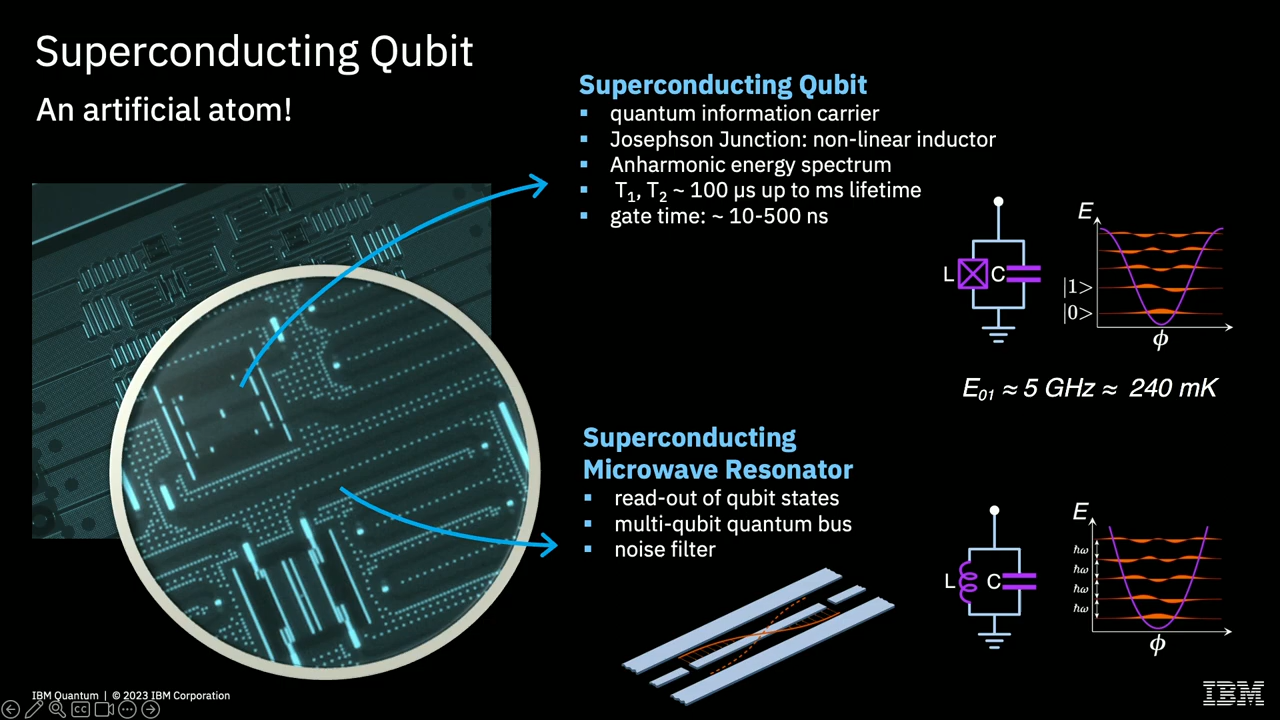 Superconducting Qubit
An artificial atom!
Superconducting Qubit
▪ quantum information carrier
▪ Josephson Junction: non-linear inductor
▪ Anharmonic energy spectrum
▪ T₁, T₂ ~ 100 µs up to ms lifetime
▪ gate time: ~ 10-500 ns
L C
E
|1>
|0>
ϕ
E₀₁ ≈ 5 GHz ≈ 240 mK
Superconducting
Microwave Resonator
▪ read-out of qubit states
▪ multi-qubit quantum bus
▪ noise filter
L C
E
ħω
ħω
ħω
ħω
ϕ
IBM Quantum | © 2023 IBM Corporation
CC
IBM